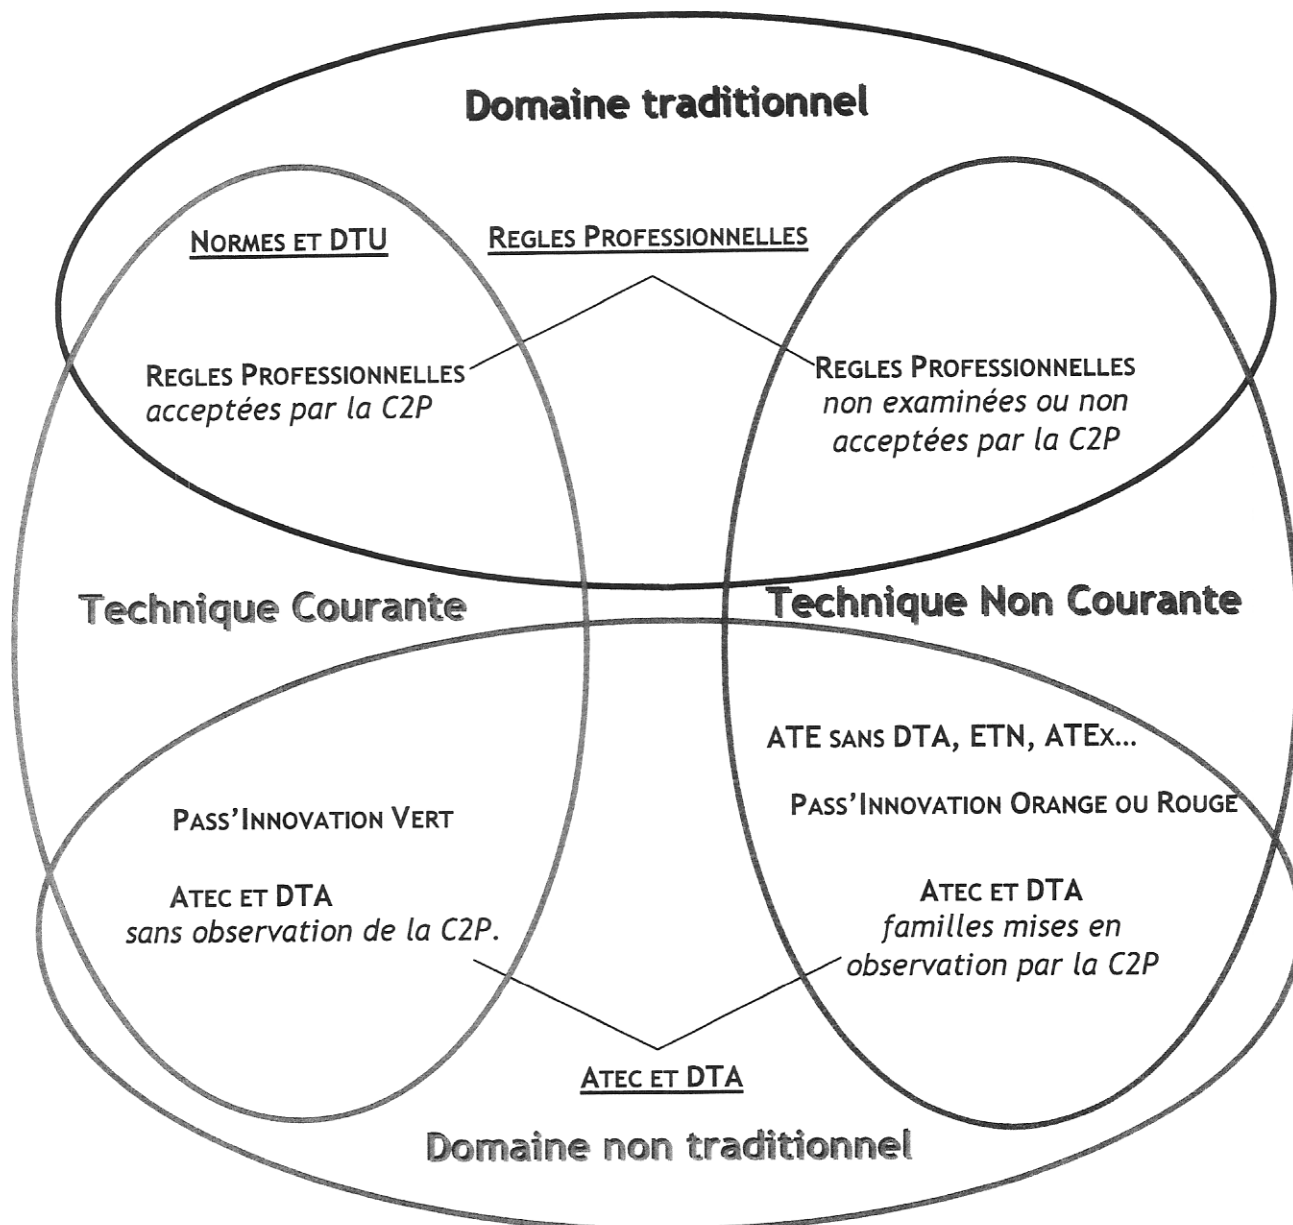 Domaine traditionnel
NORMES ET DTU
REGLES PROFESSIONNELLES
REGLES PROFESSIONNELLES
acceptées par la C2P
REGLES PROFESSIONNELLES
non examinées ou non
acceptées par la C2P
Technique Courante
Technique Non Courante
ATE SANS DTA, ETN, ATEX...
PASS'INNOVATION ORANGE OU ROUGE
PASS'INNOVATION VERT
ATEC ET DTA
sans observation de la C2P.
ATEC ET DTA
familles mises en
observation par la C2P
ATEC ET DTA
Domaine non traditionnel